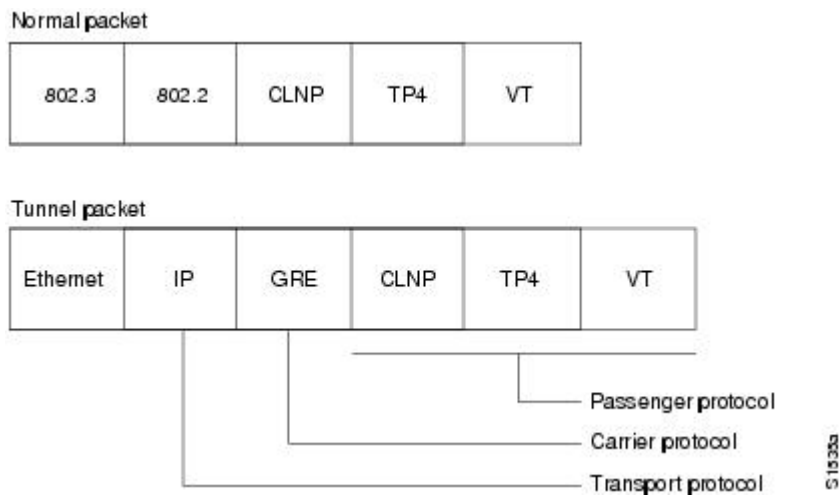 Normal packet
802.3 802.2 CLNP TP4 VT
Tunnel packet
Ethernet IP GRE CLNP TP4 VT
Passenger protocol
Carrier protocol
Transport protocol